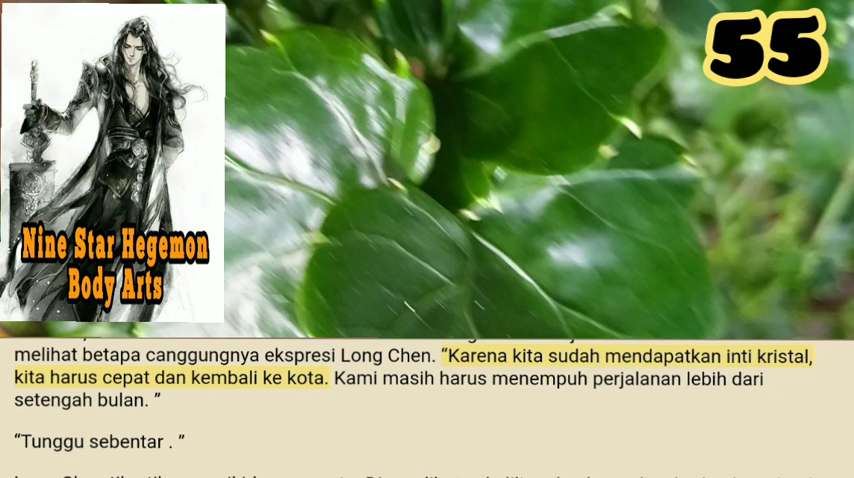 55
Nine Star Hegemon
Body Arts
melihat betapa canggungnya ekspresi Long Chen. “Karena kita sudah mendapatkan inti kristal,
kita harus cepat dan kembali ke kota. Kami masih harus menempuh perjalanan lebih dari
setengah bulan. ”
“Tunggu sebentar . ”